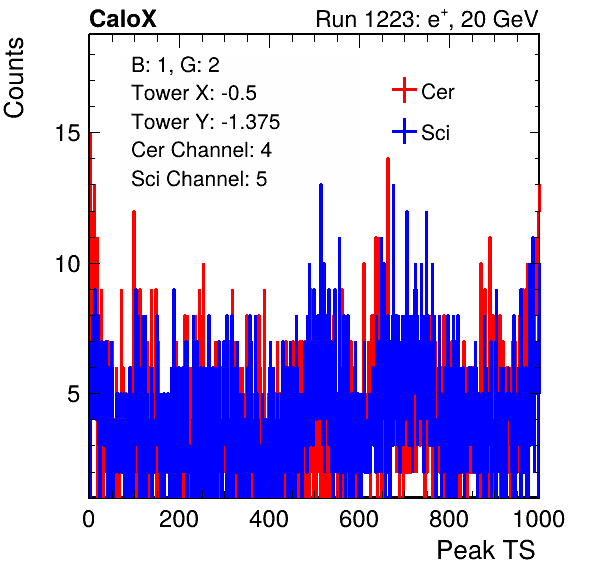 CaloX Run 1223: e⁺, 20 GeV
Counts
B: 1, G: 2
Tower X: -0.5
Tower Y: -1.375
Cer Channel: 4
Sci Channel: 5
Cer
Sci
15
10
5
0 200 400 600 800 1000
Peak TS